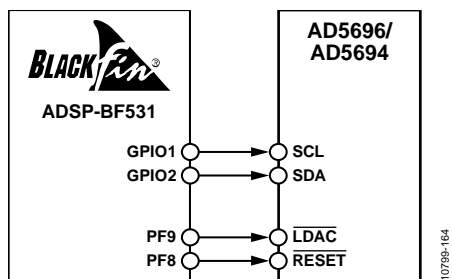 BLACKfin®
ADSP-BF531
GPIO1
GPIO2
PF9
PF8
AD5696/
AD5694
SCL
SDA
LDAC
RESET
10799-164